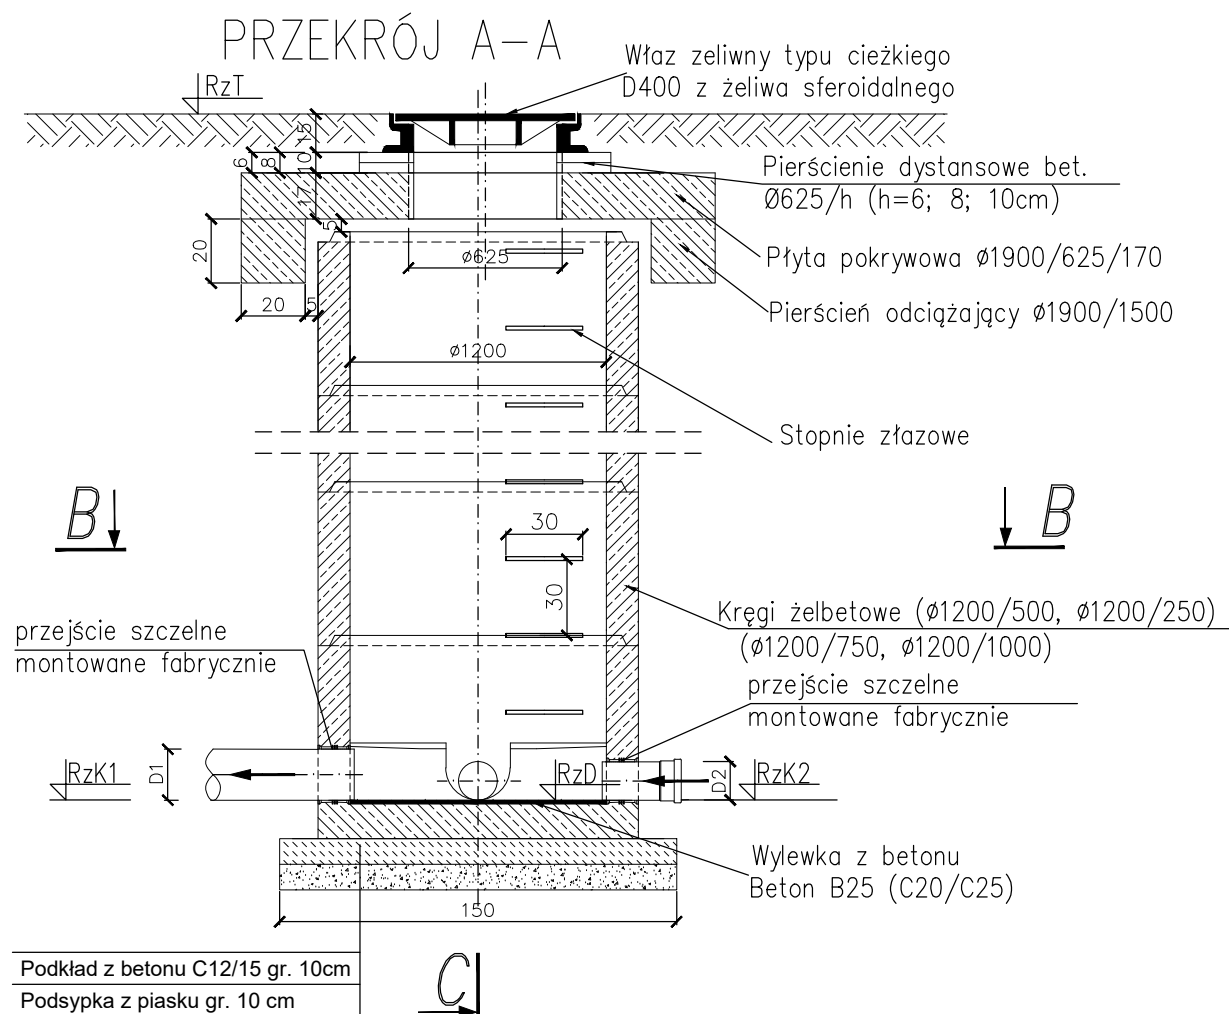 PRZEKRÓJ A-A
Właz zeliwny typu cieżkiego
D400 z żeliwa sferoidalnego
RzT
15
6
8
10
17
Pierścienie dystansowe bet.
Ø625/h (h=6; 8; 10cm)
5
20
Ø625
Płyta pokrywowa Ø1900/625/170
20
5
Pierścień odciążający Ø1900/1500
Ø1200
Stopnie złazowe
B
B
30
30
Kręgi żelbetowe (Ø1200/500, Ø1200/250)
(Ø1200/750, Ø1200/1000)
przejście szczelne
montowane fabrycznie
przejście szczelne
montowane fabrycznie
RzK1
D1
RzD
D2
RzK2
Wylewka z betonu
Beton B25 (C20/C25)
150
Podkład z betonu C12/15 gr. 10cm
Podsypka z piasku gr. 10 cm
C